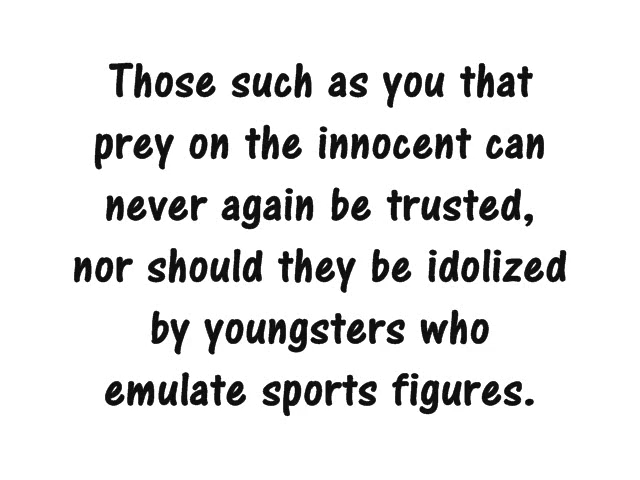 Those such as you that
prey on the innocent can
never again be trusted,
nor should they be idolized
by youngsters who
emulate sports figures.